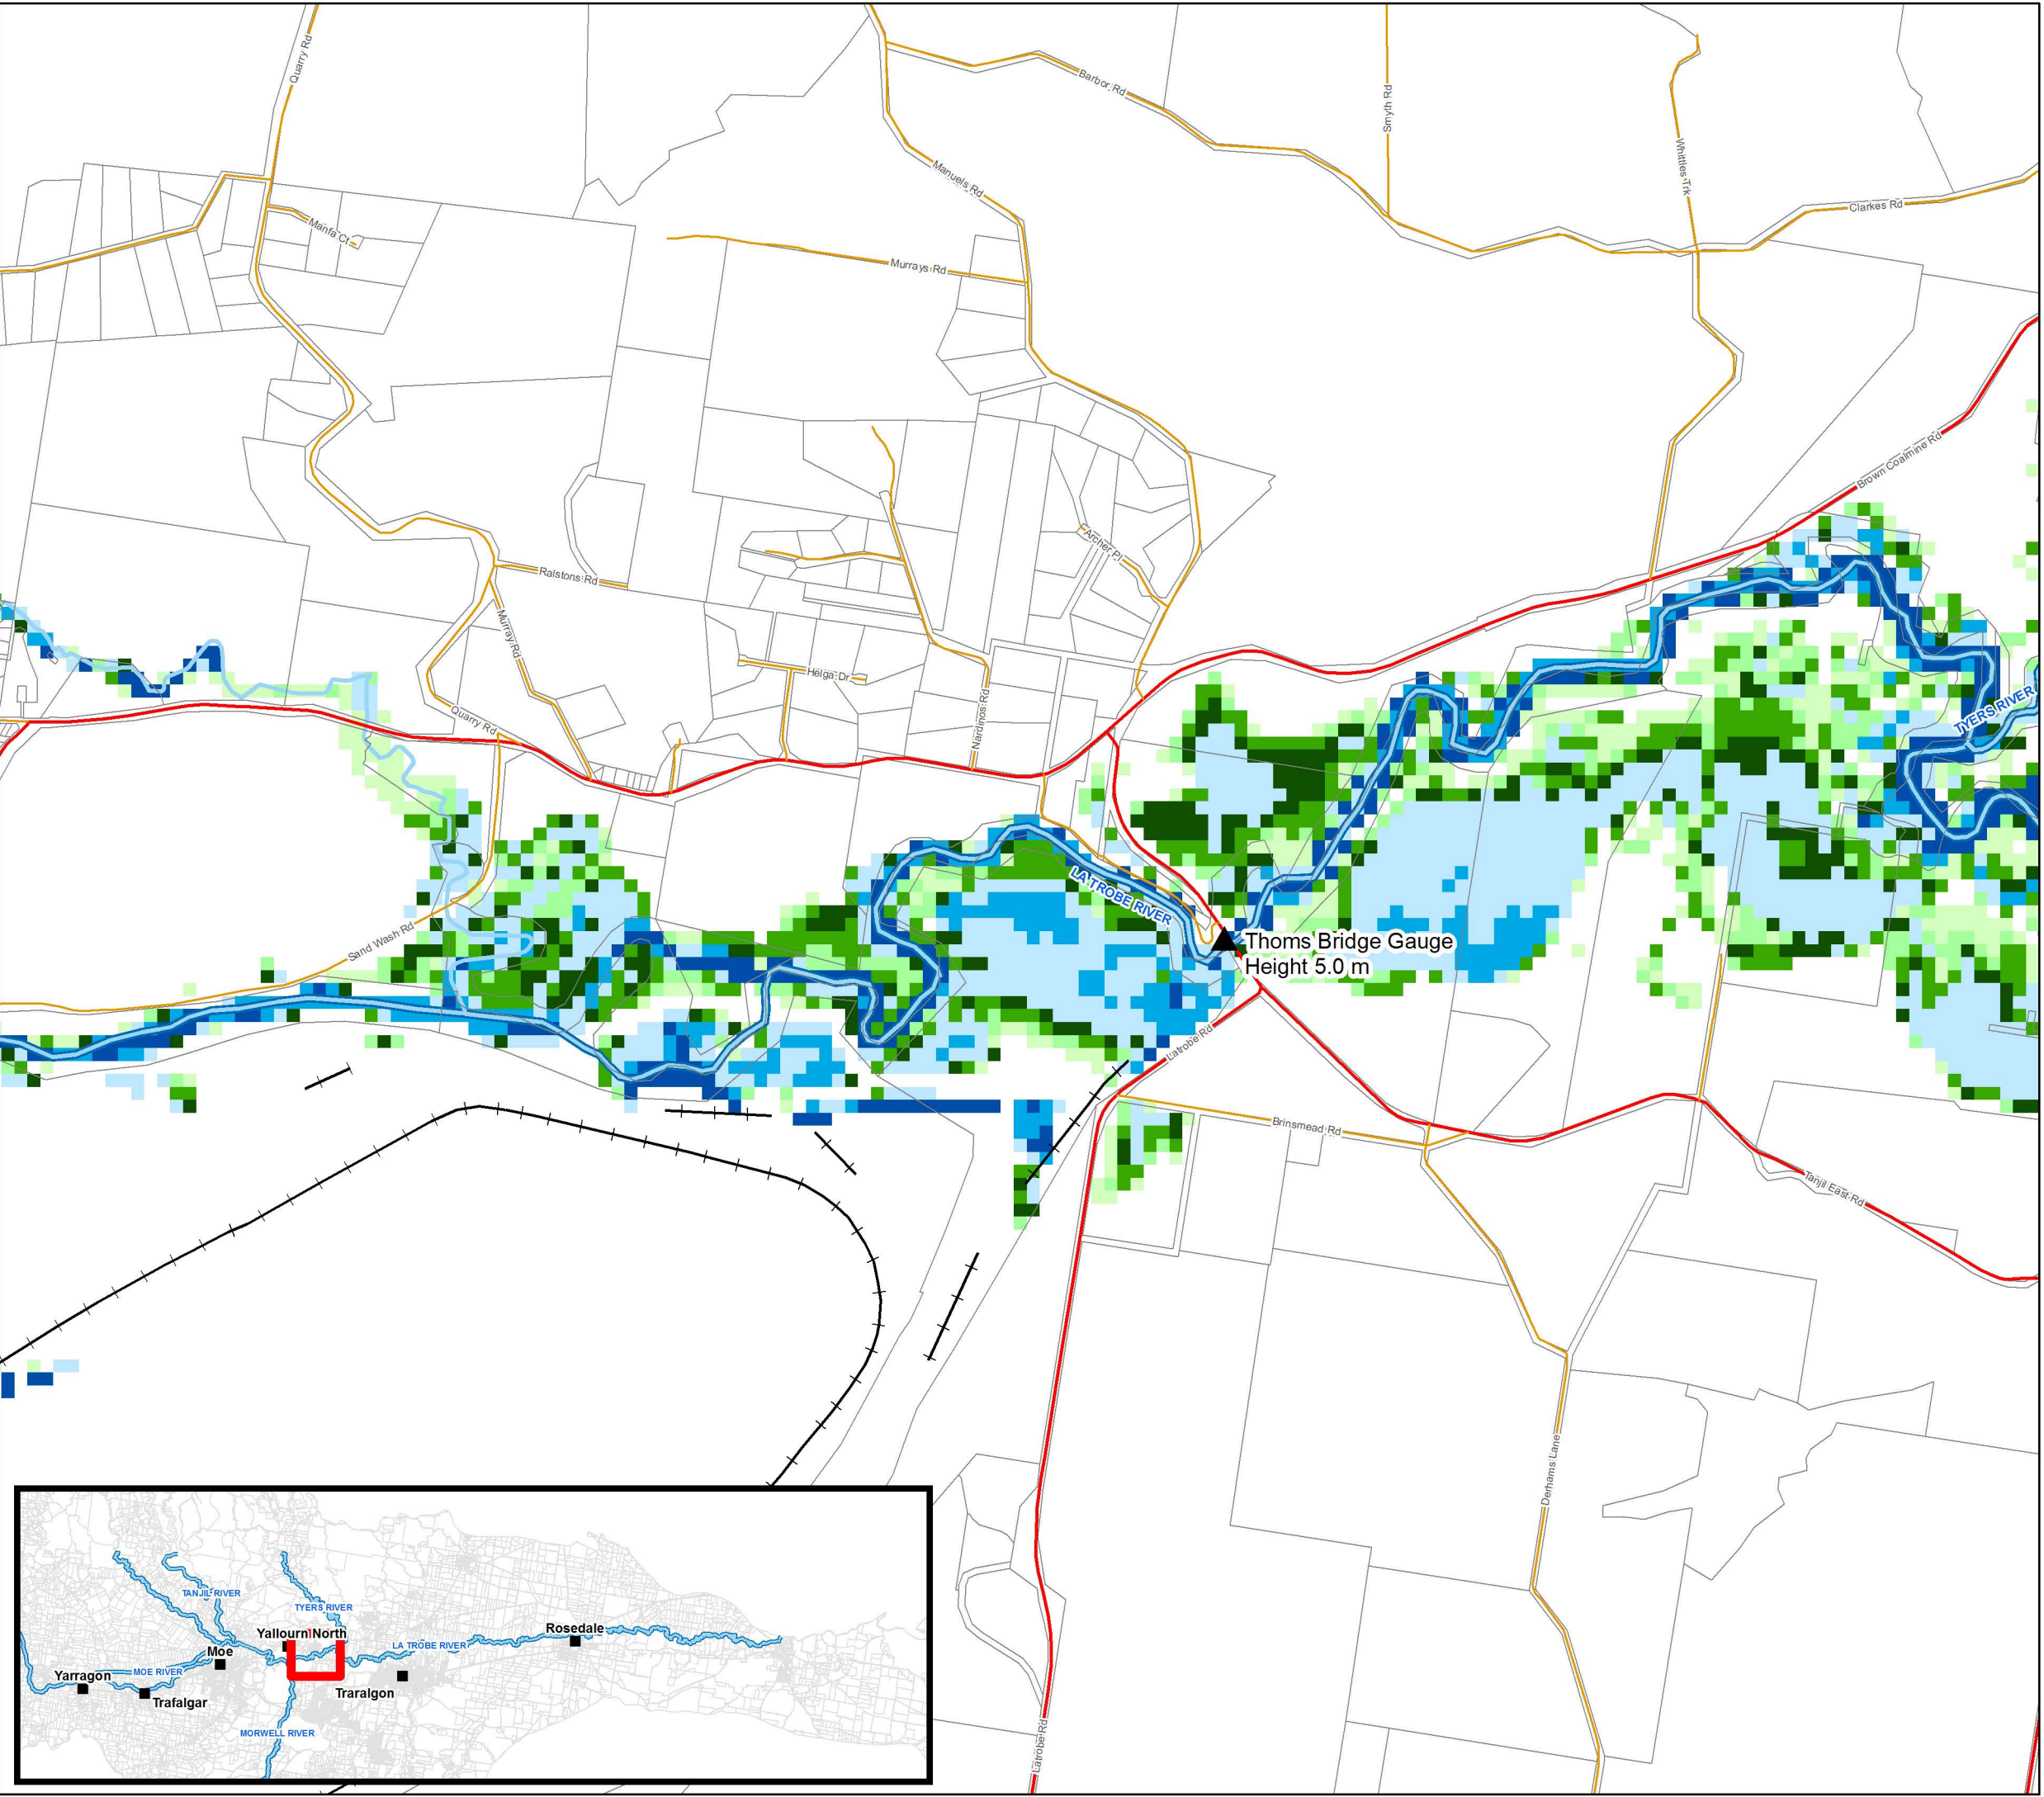 Quarry Rd
Barbor Rd
Smyth Rd
Whittles Trk
Manuels Rd
Clarkes Rd
Manfa Ct
Murrays Rd
Brown Coalmine Rd
Archer Pl
Ralstons Rd
Murray Rd
Helga Dr
Nardinos Rd
Quarry Rd
TYERS RIVER
LA TROBE RIVER
Sand Wash Rd
Thoms Bridge Gauge
Height 5.0 m
Latrobe Rd
Brinsmead Rd
Tanjil East Rd
Derhams Lane
Latrobe Rd
TANJIL RIVER
TYERS RIVER
Yallourn North
Rosedale
LA TROBE RIVER
Moe
MOE RIVER
Yarragon
Trafalgar
Traralgon
MORWELL RIVER